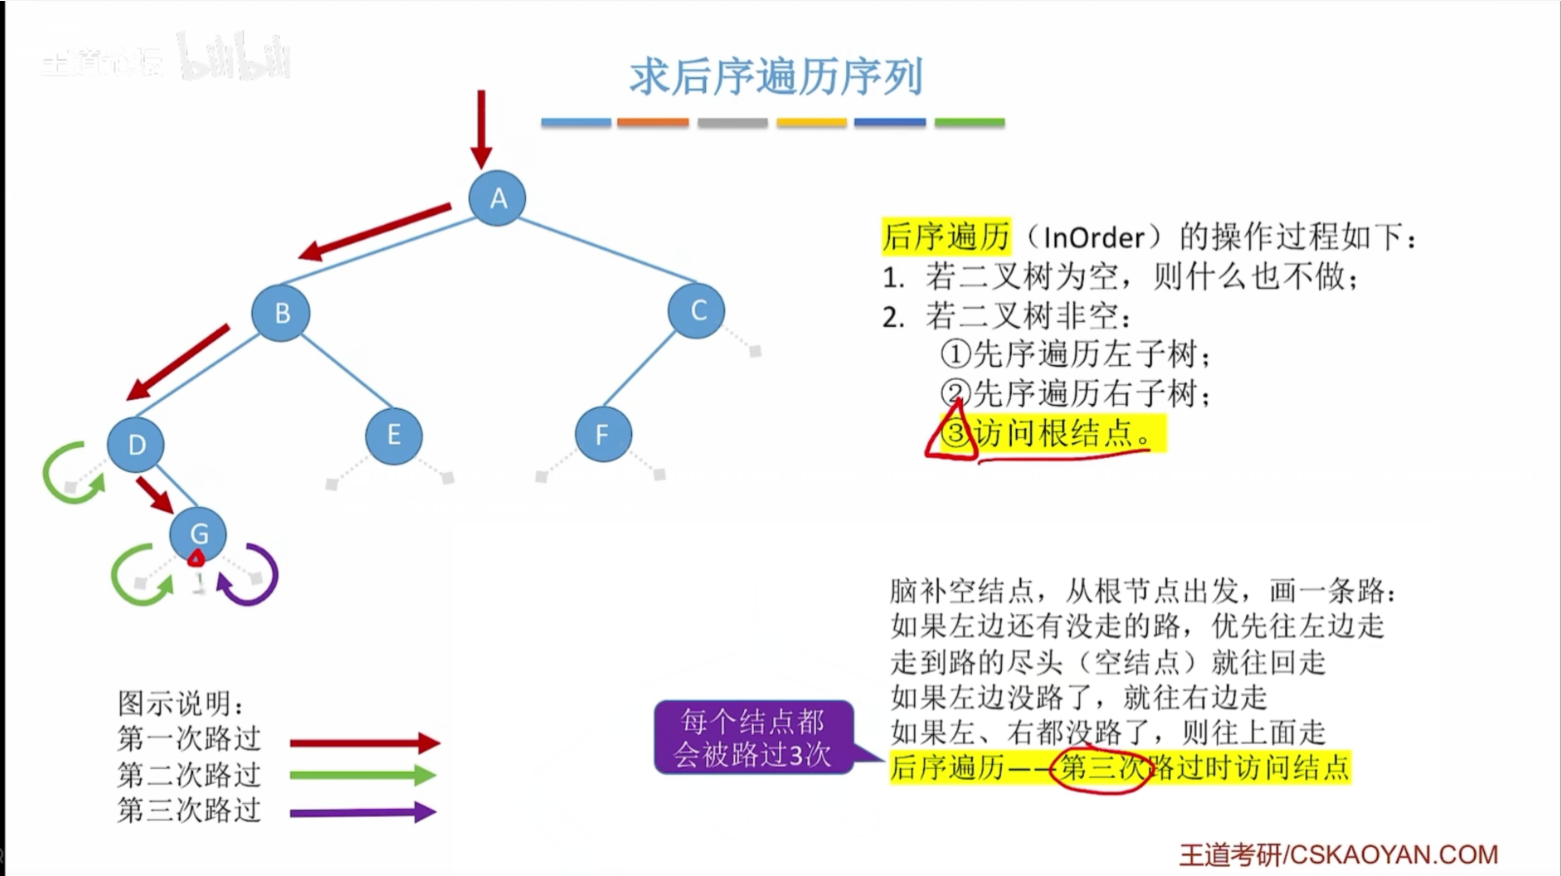 王道论坛 bilibili
求后序遍历序列
A
B
C
D
E
F
G
1
后序遍历（InOrder）的操作过程如下：
1. 若二叉树为空，则什么也不做；
2. 若二叉树非空：
①先序遍历左子树；
②先序遍历右子树；
③访问根结点。
脑补空结点，从根节点出发，画一条路：
如果左边还有没走的路，优先往左边走
走到路的尽头（空结点）就往回走
如果左边没路了，就往右边走
如果左、右都没路了，则往上面走
后序遍历——第三次路过时访问结点
每个结点都
会被路过3次
图示说明：
第一次路过
第二次路过
第三次路过
王道考研/CSKAOYAN.COM